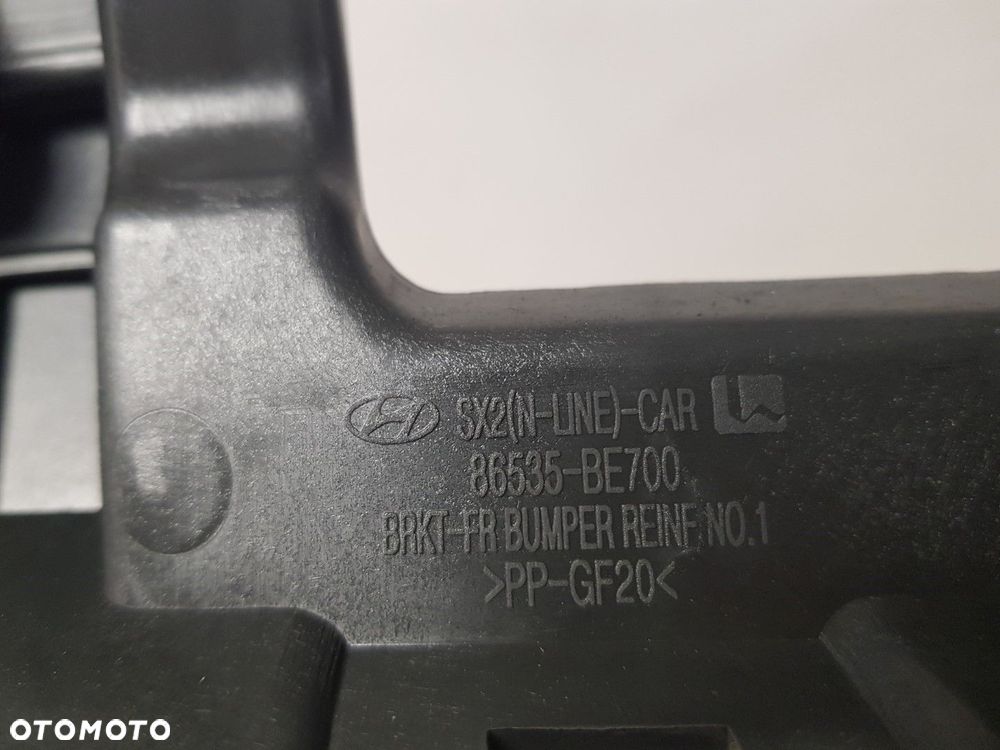 SX2(N-LINE)-CAR
86535-BE700
BRKT-FR BUMPER REINF NO.1
>PP-GF20<
OTOMOTO